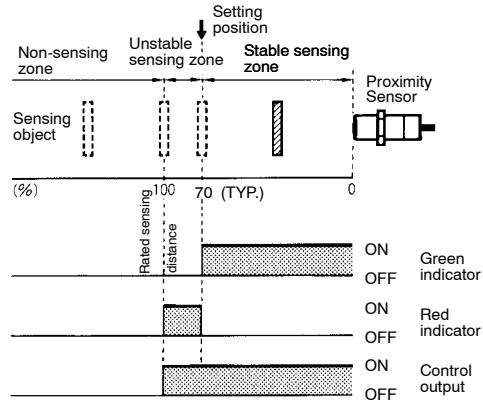 Setting
position
Non-sensing
zone
Unstable
sensing zone
Stable sensing
zone
Proximity
Sensor
Sensing
object
(%)
100
70 (TYP.)
0
Rated sensing
distance
ON
OFF
Green
indicator
ON
OFF
Red
indicator
ON
OFF
Control
output